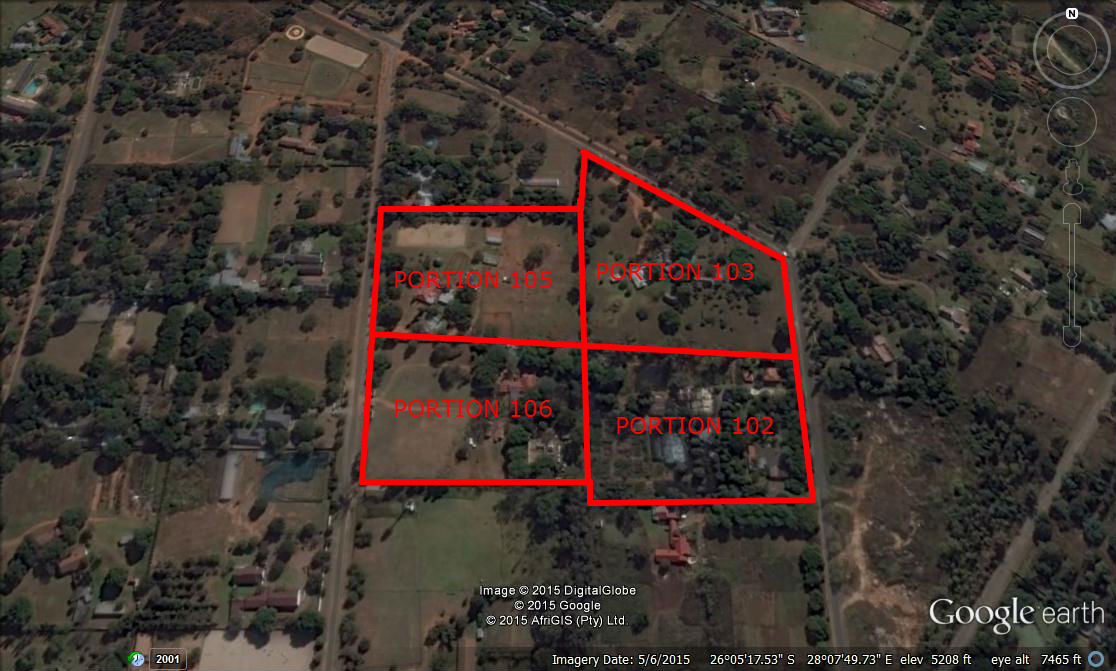 N
PORTION 105
PORTION 103
PORTION 106
PORTION 102
Image © 2015 DigitalGlobe
© 2015 Google
© 2015 AfriGIS (Pty) Ltd.
Google earth
2001
Imagery Date: 5/6/2015 26°05'17.53" S 28°07'49.73" E elev 5208 ft eye alt 7465 ft